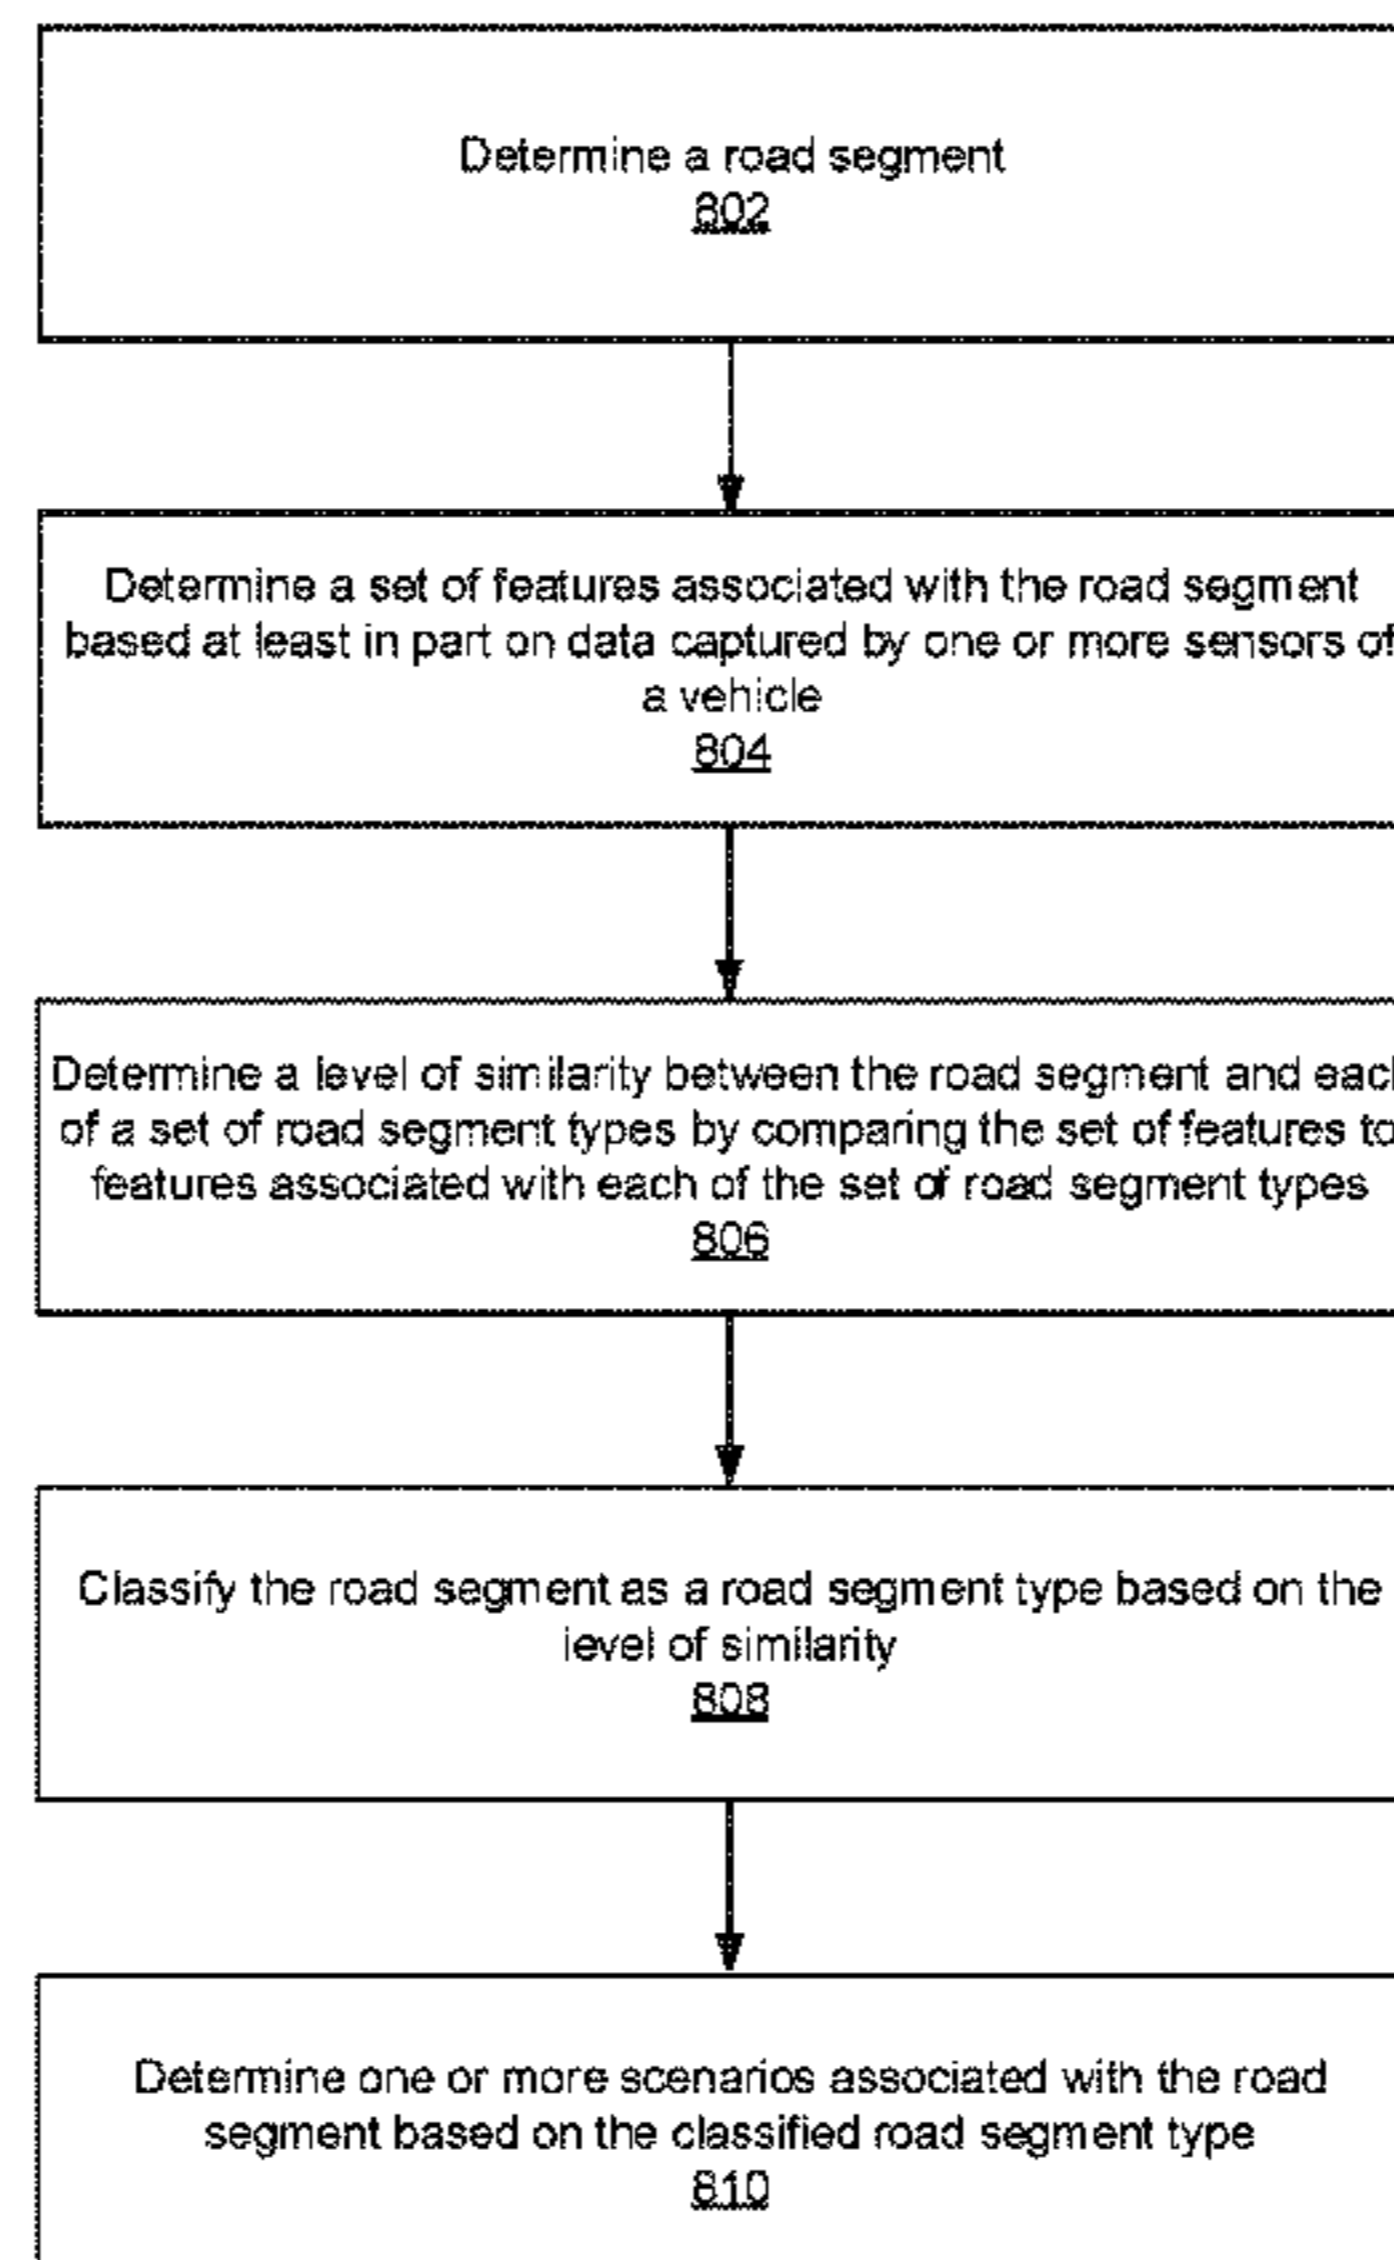 Determine a road segment
802
Determine a set of features associated with the road segment
based at least in part on data captured by one or more sensors of
a vehicle
804
Determine a level of similarity between the road segment and each
of a set of road segment types by comparing the set of features to
features associated with each of the set of road segment types
806
Classify the road segment as a road segment type based on the
level of similarity
808
Determine one or more scenarios associated with the road
segment based on the classified road segment type
810